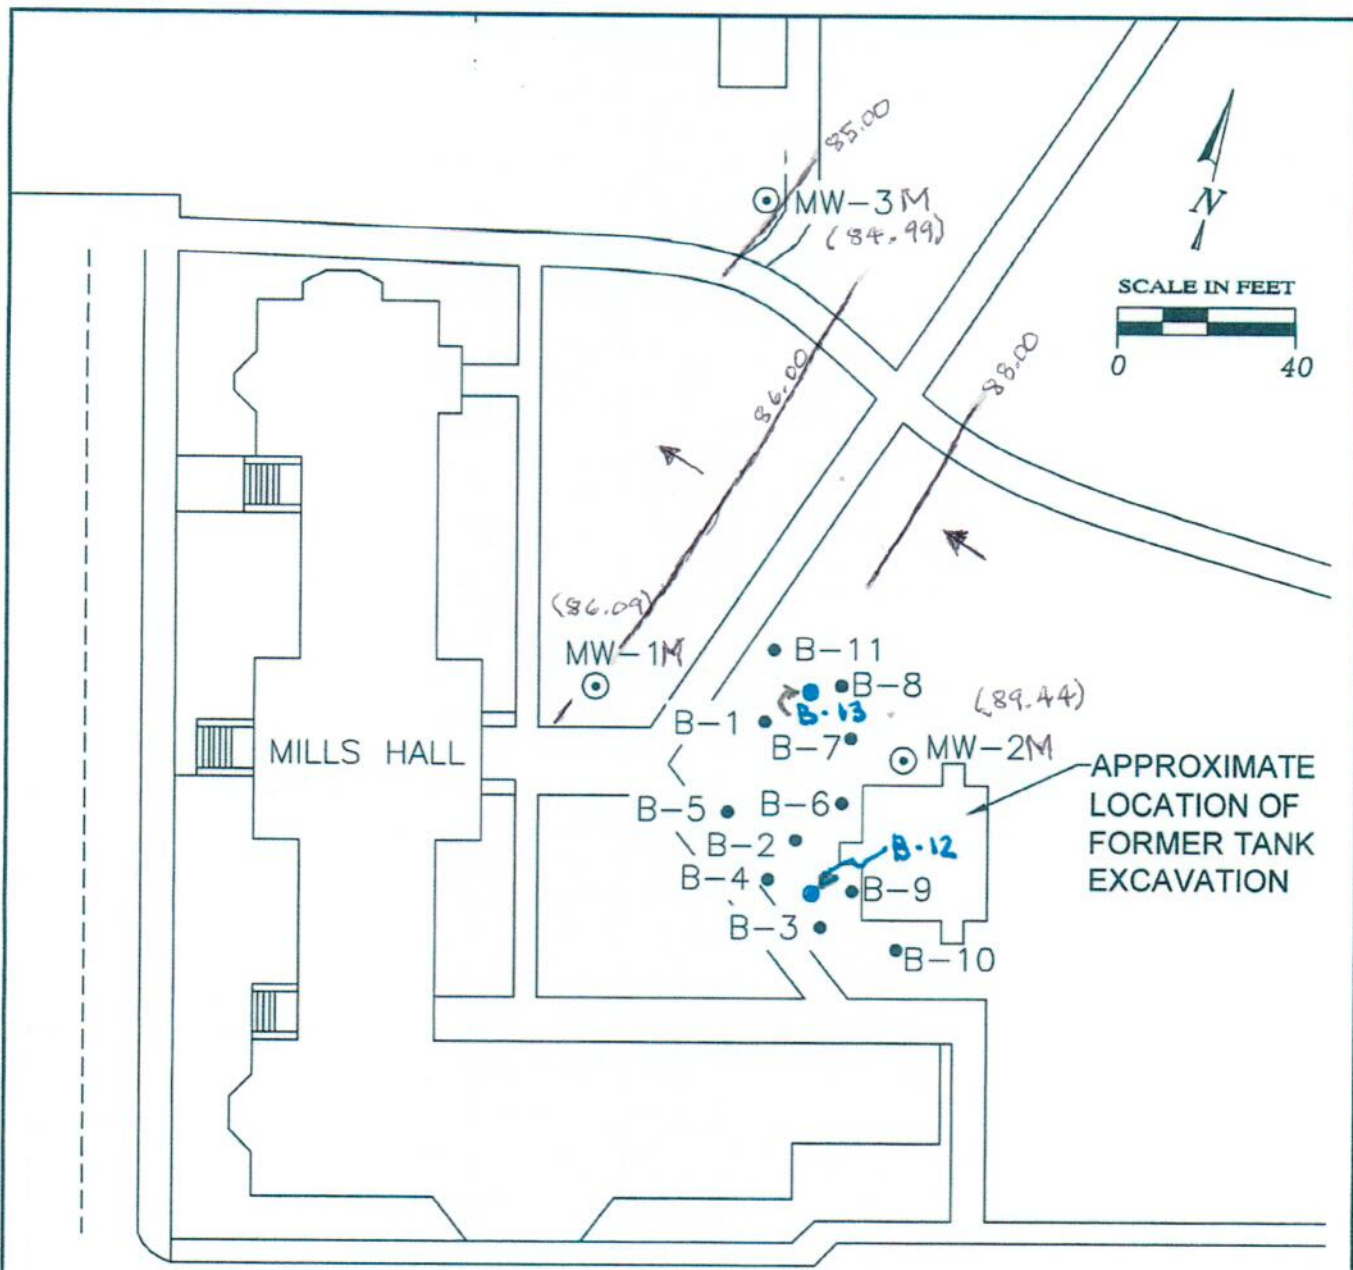 85.00
MW-3M
(84.99)
N
SCALE IN FEET
0 40
86.00
88.00
(86.09)
MW-1M
B-11
B-8
B-13
B-1
B-7
(89.44)
MW-2M
MILLS HALL
APPROXIMATE
LOCATION OF
FORMER TANK
EXCAVATION
B-5
B-6
B-2
B-12
B-4
B-9
B-3
B-10